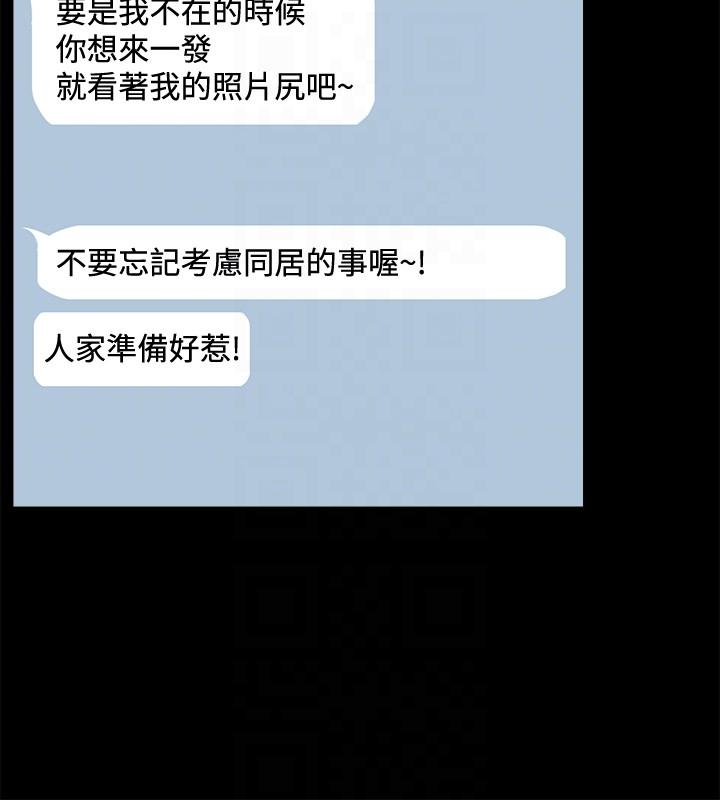 要是我不在的時候
你想來一發
就看著我的照片尻吧~
不要忘記考慮同居的事喔~!
人家準備好惹!